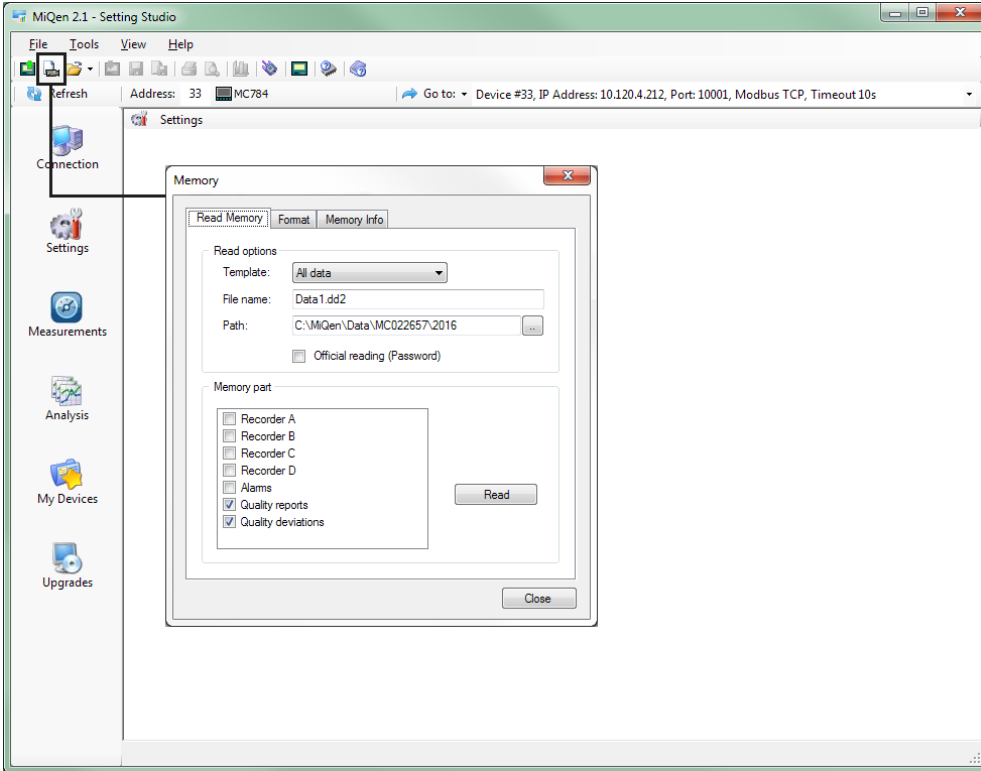 MiQen 2.1 - Setting Studio
File Tools View Help
Refresh Address: 33 MC784 Go to: Device #33, IP Address: 10.120.4.212, Port: 10001, Modbus TCP, Timeout 10s
Settings
Connection
Settings
Measurements
Analysis
My Devices
Upgrades
Memory
Read Memory Format Memory Info
Read options
Template: All data
File name: Data1.dd2
Path: C:\MiQen\Data\MC022657\2016 ..
Official reading (Password)
Memory part
Recorder A
Recorder B
Recorder C
Recorder D
Alarms
Quality reports
Quality deviations
Read
Close